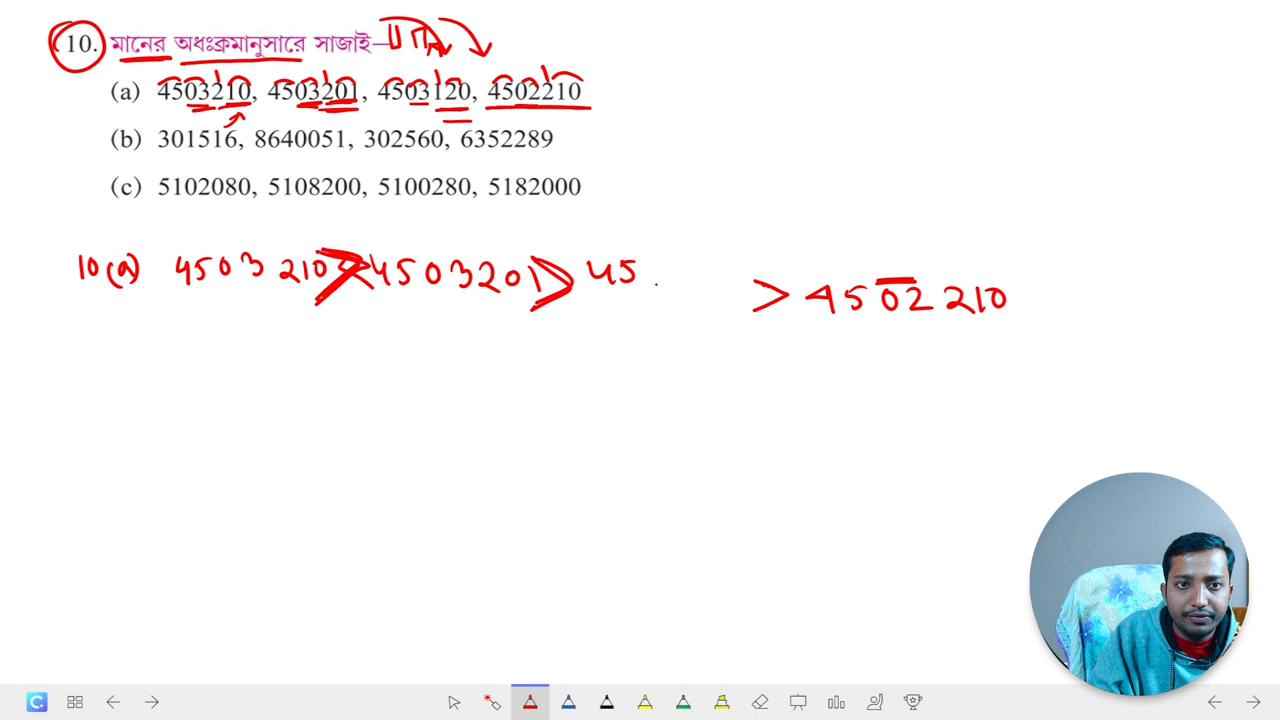 10. মানের অধঃক্রমানুসারে সাজাই—
(a) 4503210, 4503201, 4503120, 4502210
(b) 301516, 8640051, 302560, 6352289
(c) 5102080, 5108200, 5100280, 5182000
10(a) 4503210 > 4503201 > 45 > 4502210